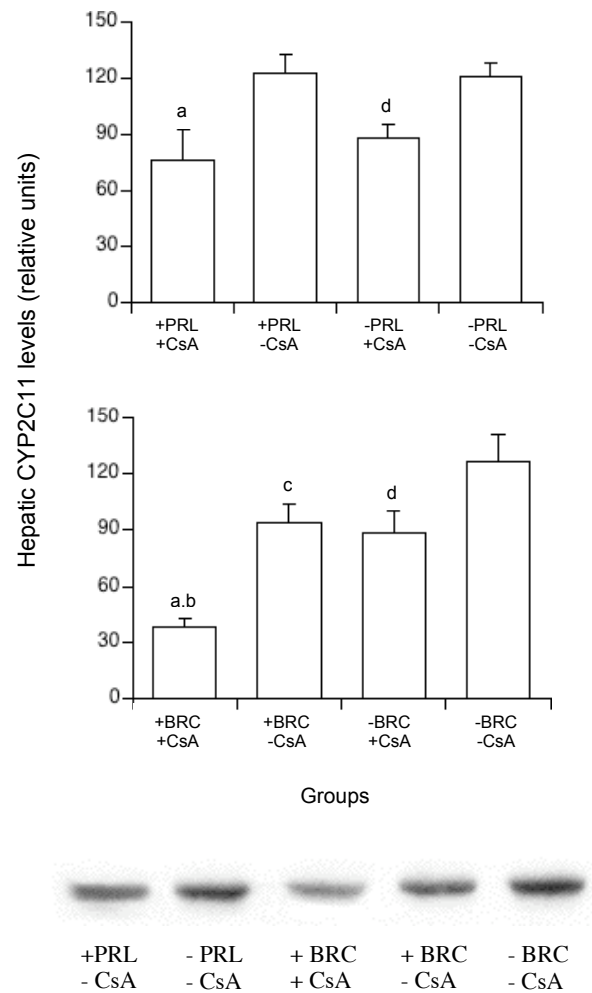 Hepatic CYP2C11 levels (relative units)
150
120
90
60
30
0
a
d
+PRL +PRL -PRL -PRL
+CsA -CsA +CsA -CsA
150
120
90
60
30
0
a.b
c
d
+BRC +BRC -BRC -BRC
+CsA -CsA +CsA -CsA
Groups
+PRL - PRL + BRC + BRC - BRC
- CsA - CsA + CsA - CsA - CsA